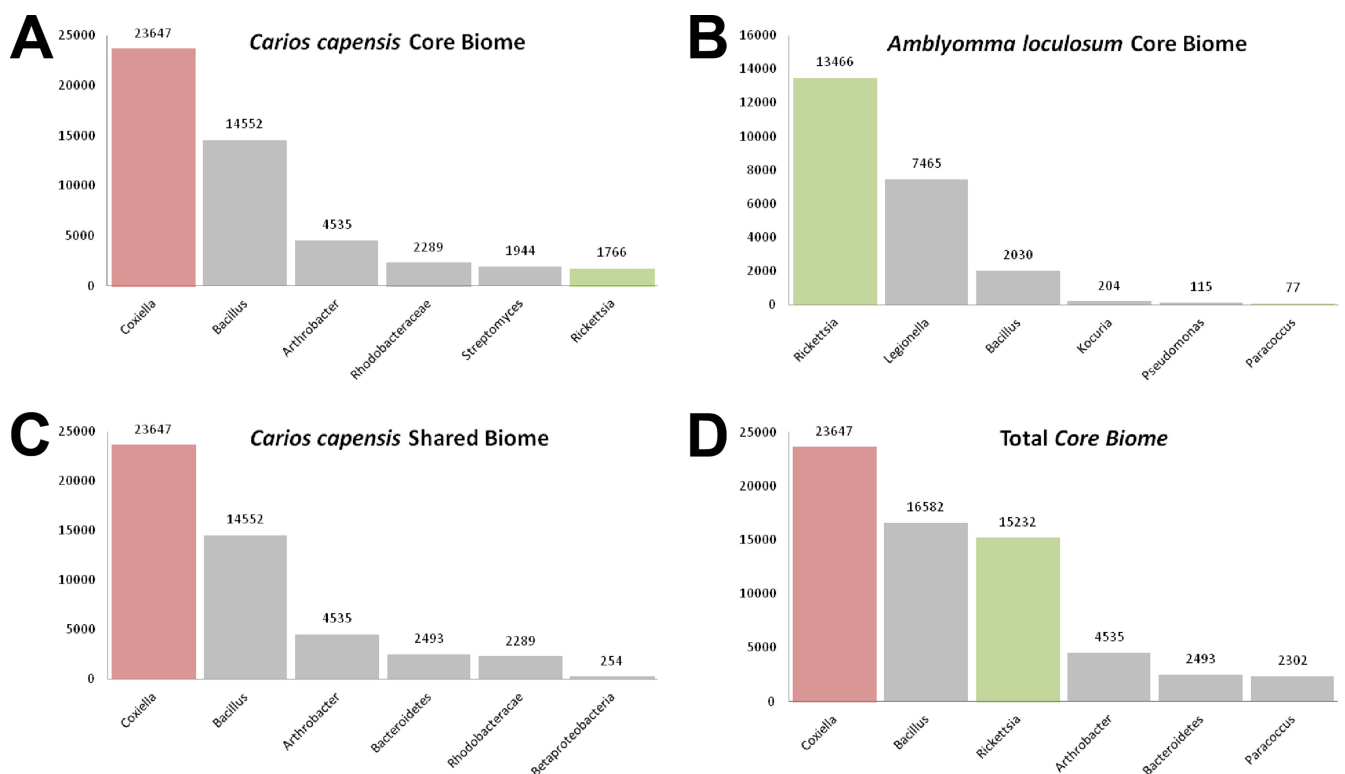 A
Carios capensis Core Biome
25000
20000
15000
10000
5000
0
23647
14552
4535
2289
1944
1766
Coxiella
Bacillus
Arthrobacter
Rhodobacteraceae
Streptomyces
Rickettsia
B
Amblyomma loculosum Core Biome
16000
14000
12000
10000
8000
6000
4000
2000
0
13466
7465
2030
204
115
77
Rickettsia
Legionella
Bacillus
Kocuria
Pseudomonas
Paracoccus
C
Carios capensis Shared Biome
25000
20000
15000
10000
5000
0
23647
14552
4535
2493
2289
254
Coxiella
Bacillus
Arthrobacter
Bacteroidetes
Rhodobacteracae
Betaproteobacteria
D
Total Core Biome
25000
20000
15000
10000
5000
0
23647
16582
15232
4535
2493
2302
Coxiella
Bacillus
Rickettsia
Arthrobacter
Bacteroidetes
Paracoccus